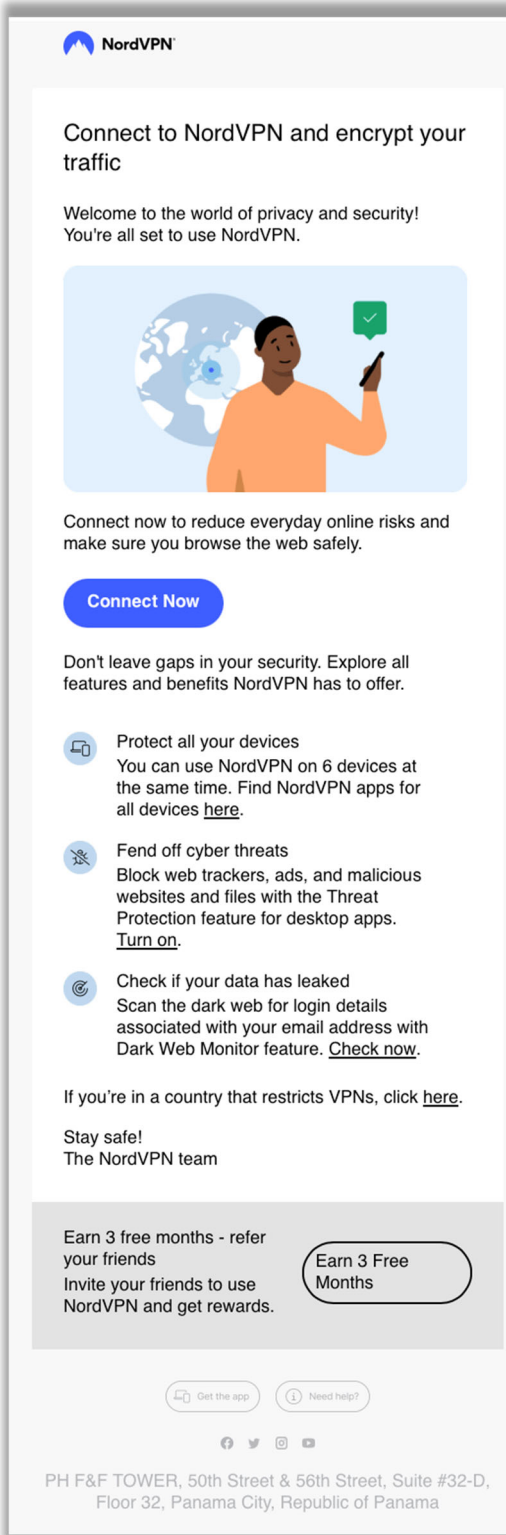 NordVPN®
Connect to NordVPN and encrypt your
traffic
Welcome to the world of privacy and security!
You're all set to use NordVPN.
Connect now to reduce everyday online risks and
make sure you browse the web safely.
Connect Now
Don't leave gaps in your security. Explore all
features and benefits NordVPN has to offer.
Protect all your devices
You can use NordVPN on 6 devices at
the same time. Find NordVPN apps for
all devices here.
Fend off cyber threats
Block web trackers, ads, and malicious
websites and files with the Threat
Protection feature for desktop apps.
Turn on.
Check if your data has leaked
Scan the dark web for login details
associated with your email address with
Dark Web Monitor feature. Check now.
If you’re in a country that restricts VPNs, click here.
Stay safe!
The NordVPN team
Earn 3 free months - refer
your friends
Invite your friends to use
NordVPN and get rewards.
Earn 3 Free
Months
Get the app
Need help?
PH F&F TOWER, 50th Street & 56th Street, Suite #32-D,
Floor 32, Panama City, Republic of Panama